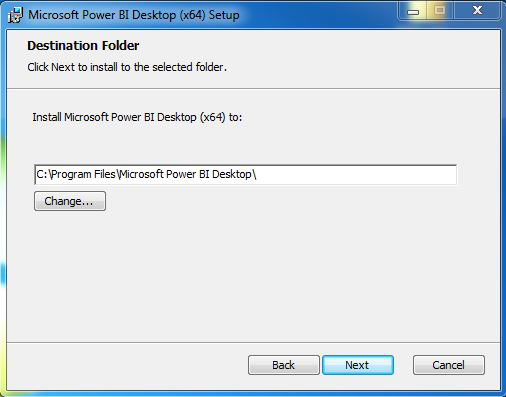 Microsoft Power BI Desktop (x64) Setup
Destination Folder
Click Next to install to the selected folder.
Install Microsoft Power BI Desktop (x64) to:
C:\Program Files\Microsoft Power BI Desktop\
Change...
Back Next Cancel